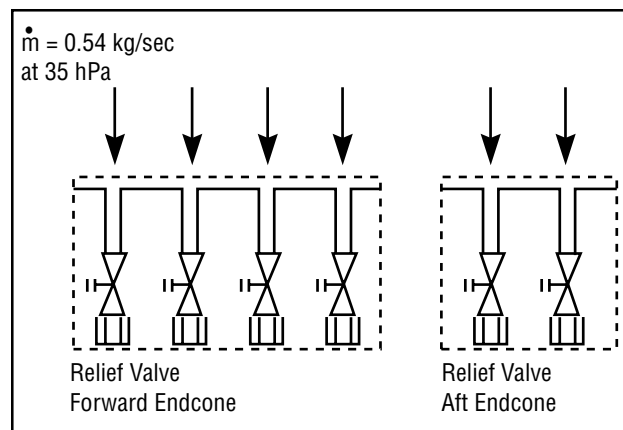 ṁ = 0.54 kg/sec
at 35 hPa
Relief Valve
Forward Endcone
Relief Valve
Aft Endcone